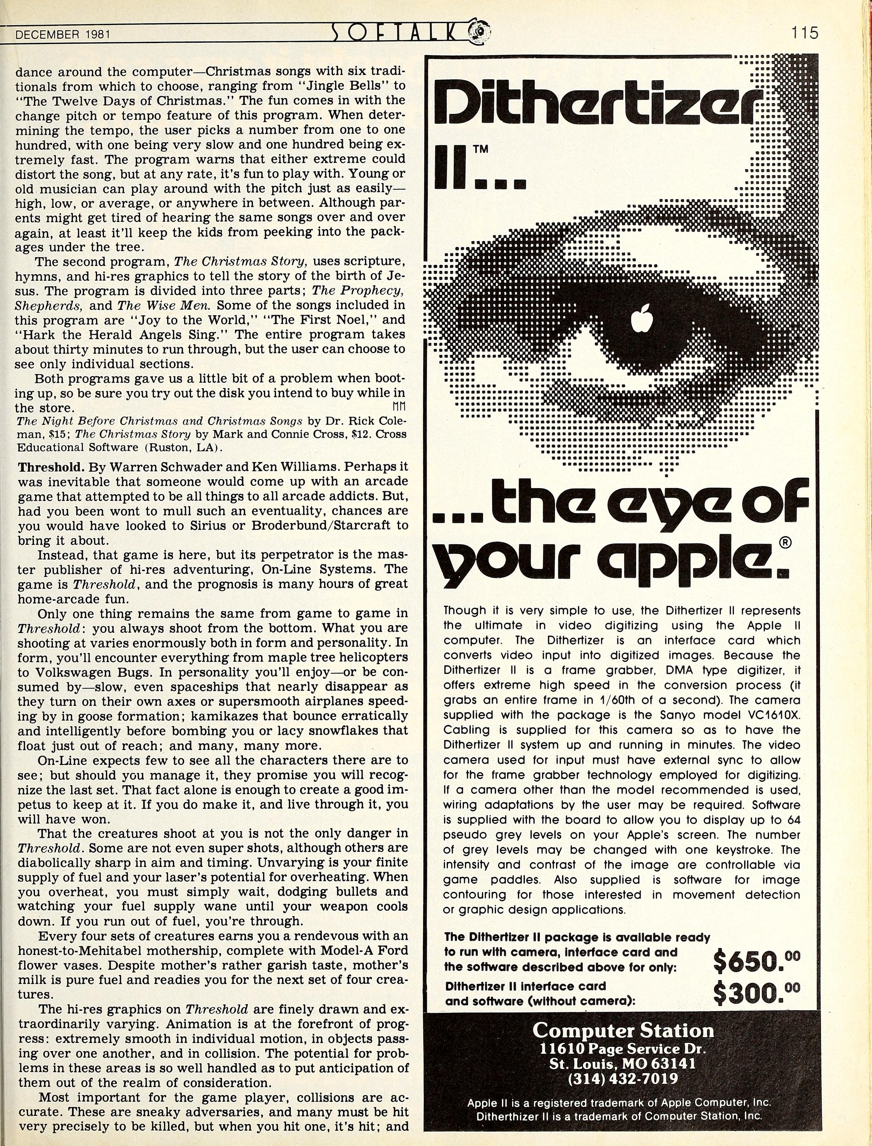 DECEMBER 1981
SOFTALK
115
dance around the computer—Christmas songs with six tradi-
tionals from which to choose, ranging from "Jingle Bells" to
"The Twelve Days of Christmas." The fun comes in with the
change pitch or tempo feature of this program. When deter-
mining the tempo, the user picks a number from one to one
hundred, with one being very slow and one hundred being ex-
tremely fast. The program warns that either extreme could
distort the song, but at any rate, it's fun to play with. Young or
old musician can play around with the pitch just as easily—
high, low, or average, or anywhere in between. Although par-
ents might get tired of hearing the same songs over and over
again, at least it'll keep the kids from peeking into the pack-
ages under the tree.
The second program, The Christmas Story, uses scripture,
hymns, and hi-res graphics to tell the story of the birth of Je-
sus. The program is divided into three parts; The Prophecy,
Shepherds, and The Wise Men. Some of the songs included in
this program are "Joy to the World," "The First Noel," and
"Hark the Herald Angels Sing." The entire program takes
about thirty minutes to run through, but the user can choose to
see only individual sections.
Both programs gave us a little bit of a problem when boot-
ing up, so be sure you try out the disk you intend to buy while in
the store. MM
The Night Before Christmas and Christmas Songs by Dr. Rick Cole-
man, $15; The Christmas Story by Mark and Connie Cross, $12. Cross
Educational Software (Ruston, LA).
Threshold. By Warren Schwader and Ken Williams. Perhaps it
was inevitable that someone would come up with an arcade
game that attempted to be all things to all arcade addicts. But,
had you been wont to mull such an eventuality, chances are
you would have looked to Sirius or Broderbund/Starcraft to
bring it about.
Instead, that game is here, but its perpetrator is the mas-
ter publisher of hi-res adventuring, On-Line Systems. The
game is Threshold, and the prognosis is many hours of great
home-arcade fun.
Only one thing remains the same from game to game in
Threshold: you always shoot from the bottom. What you are
shooting at varies enormously both in form and personality. In
form, you'll encounter everything from maple tree helicopters
to Volkswagen Bugs. In personality you'll enjoy—or be con-
sumed by—slow, even spaceships that nearly disappear as
they turn on their own axes or supersmooth airplanes speed-
ing by in goose formation; kamikazes that bounce erratically
and intelligently before bombing you or lacy snowflakes that
float just out of reach; and many, many more.
On-Line expects few to see all the characters there are to
see; but should you manage it, they promise you will recog-
nize the last set. That fact alone is enough to create a good im-
petus to keep at it. If you do make it, and live through it, you
will have won.
That the creatures shoot at you is not the only danger in
Threshold. Some are not even super shots, although others are
diabolically sharp in aim and timing. Unvarying is your finite
supply of fuel and your laser's potential for overheating. When
you overheat, you must simply wait, dodging bullets and
watching your fuel supply wane until your weapon cools
down. If you run out of fuel, you're through.
Every four sets of creatures earns you a rendevous with an
honest-to-Mehitabel mothership, complete with Model-A Ford
flower vases. Despite mother's rather garish taste, mother's
milk is pure fuel and readies you for the next set of four crea-
tures.
The hi-res graphics on Threshold are finely drawn and ex-
traordinarily varying. Animation is at the forefront of prog-
ress: extremely smooth in individual motion, in objects pass-
ing over one another, and in collision. The potential for prob-
lems in these areas is so well handled as to put anticipation of
them out of the realm of consideration.
Most important for the game player, collisions are ac-
curate. These are sneaky adversaries, and many must be hit
very precisely to be killed, but when you hit one, it's hit; and
Dithertizer
II™...
...the eye of
your apple.®
Though it is very simple to use, the Dithertizer II represents
the ultimate in video digitizing using the Apple II
computer. The Dithertizer is an interface card which
converts video input into digitized images. Because the
Dithertizer II is a frame grabber, DMA type digitizer, it
offers extreme high speed in the conversion process (it
grabs an entire frame in 1/60th of a second). The camera
supplied with the package is the Sanyo model VC1610X.
Cabling is supplied for this camera so as to have the
Dithertizer II system up and running in minutes. The video
camera used for input must have external sync to allow
for the frame grabber technology employed for digitizing.
If a camera other than the model recommended is used,
wiring adaptations by the user may be required. Software
is supplied with the board to allow you to display up to 64
pseudo grey levels on your Apple's screen. The number
of grey levels may be changed with one keystroke. The
intensity and contrast of the image are controllable via
game paddles. Also supplied is software for image
contouring for those interested in movement detection
or graphic design applications.
The Dithertizer II package is available ready
to run with camera, interface card and
the software described above for only: $650.00
Dithertizer II interface card
and software (without camera): $300.00
Computer Station
11610 Page Service Dr.
St. Louis, MO 63141
(314) 432-7019
Apple II is a registered trademark of Apple Computer, Inc.
Ditherthizer II is a trademark of Computer Station, Inc.